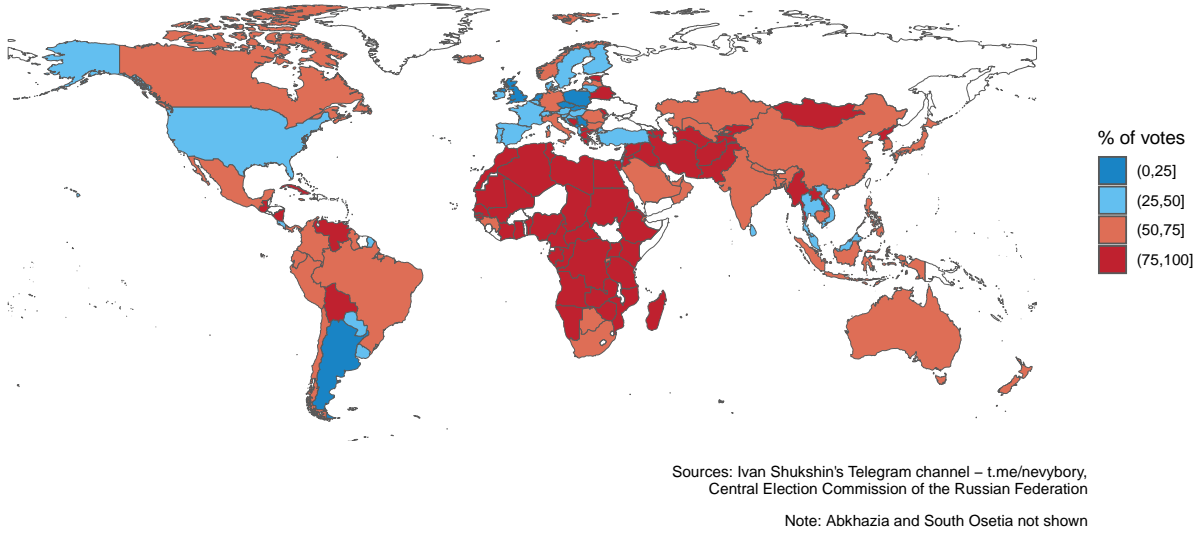 % of votes
(0,25]
(25,50]
(50,75]
(75,100]
Sources: Ivan Shukshin's Telegram channel – t.me/nevybory,
Central Election Commission of the Russian Federation
Note: Abkhazia and South Osetia not shown